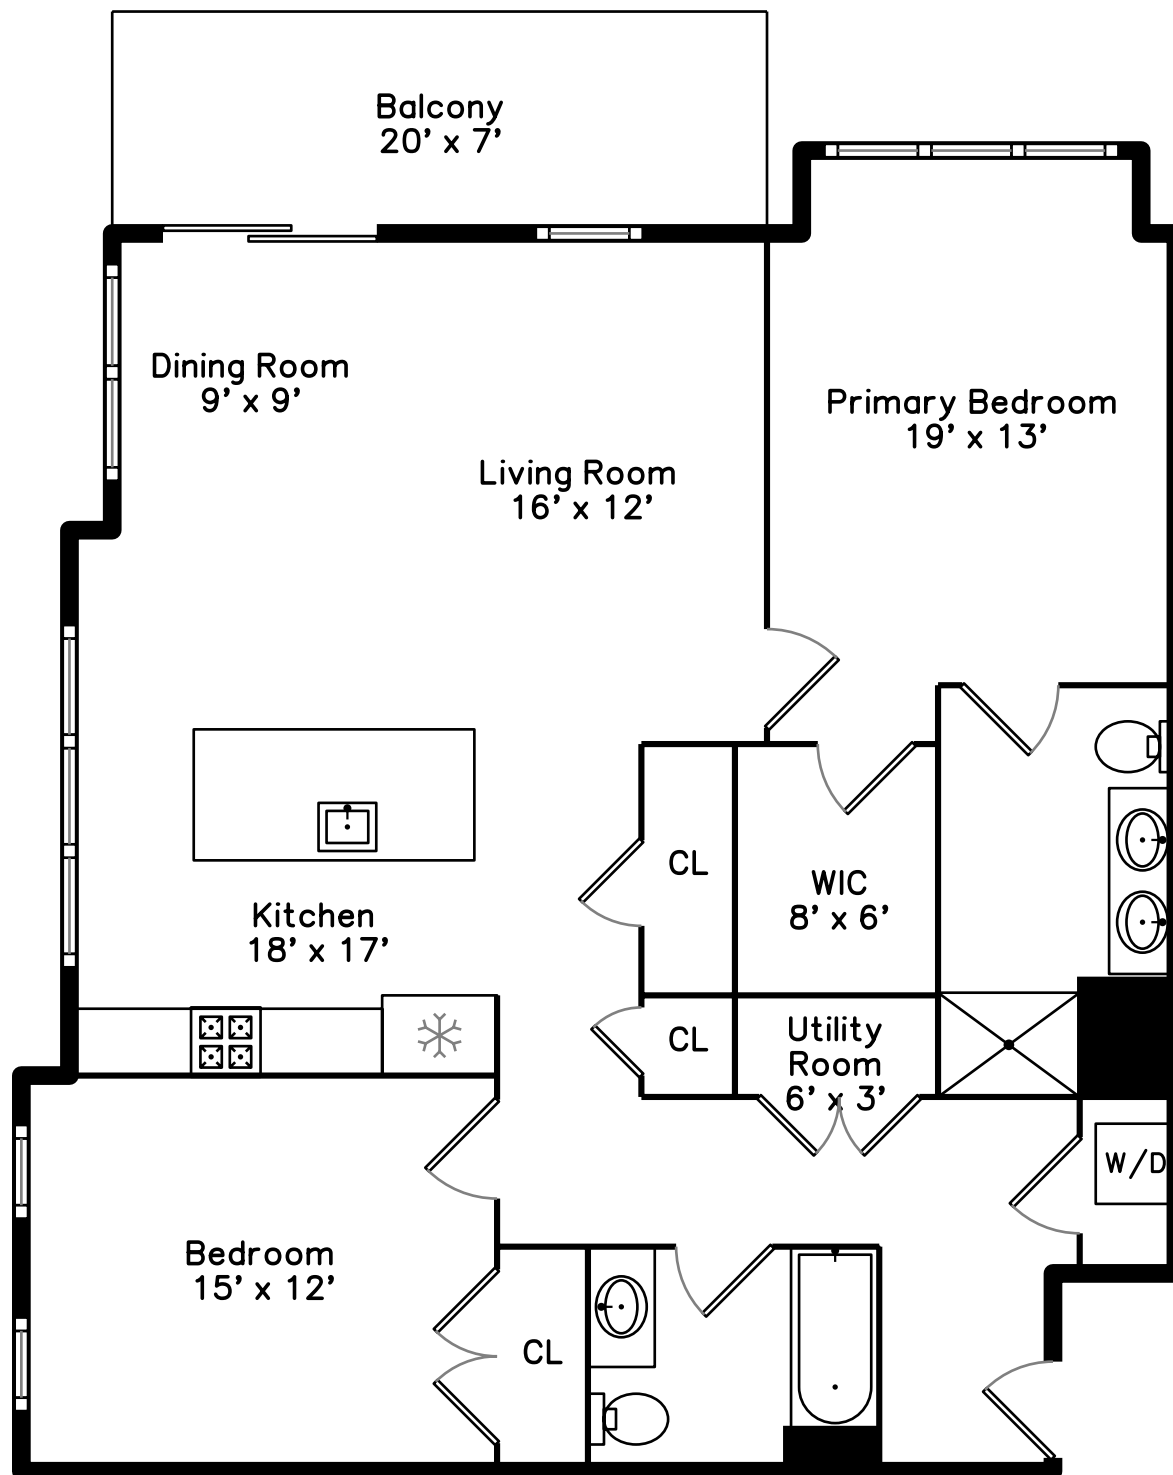 Balcony
20' x 7'
Dining Room
9' x 9'
Primary Bedroom
19' x 13'
Living Room
16' x 12'
CL
WIC
8' x 6'
Kitchen
18' x 17'
CL
Utility
Room
6' x 3'
W/D
Bedroom
15' x 12'
CL